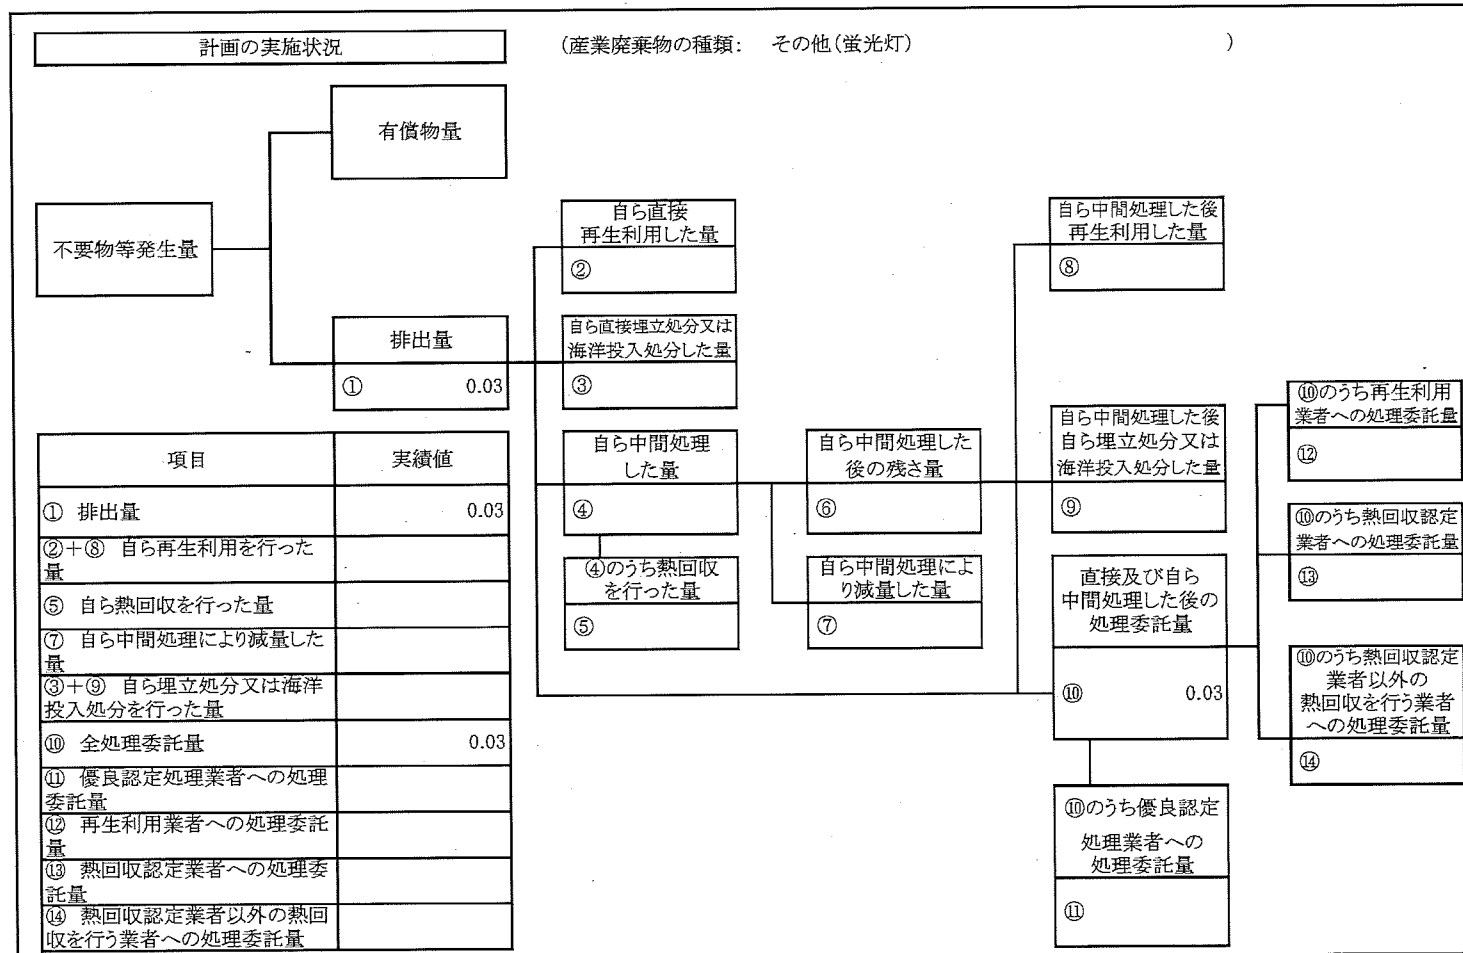 計画の実施状況
(産業廃棄物の種類： その他(蛍光灯) )
有償物量
不要物等発生量
排出量
① 0.03
自ら直接
再生利用した量
②
自ら直接埋立処分又は
海洋投入処分した量
③
自ら中間処理
した量
④
④のうち熱回収
を行った量
⑤
自ら中間処理した
後の残さ量
⑥
自ら中間処理によ
り減量した量
⑦
自ら中間処理した後
再生利用した量
⑧
自ら中間処理した後
自ら埋立処分又は
海洋投入処分した量
⑨
直接及び自ら
中間処理した後の
処理委託量
⑩ 0.03
⑩のうち優良認定
処理業者への
処理委託量
⑪
⑩のうち再生利用
業者への処理委託量
⑫
⑩のうち熱回収認定
業者への処理委託量
⑬
⑩のうち熱回収認定
業者以外の
熱回収を行う業者
への処理委託量
⑭
項目 実績値
① 排出量 0.03
②＋⑧ 自ら再生利用を行った
量
⑤ 自ら熱回収を行った量
⑦ 自ら中間処理により減量した
量
③＋⑨ 自ら埋立処分又は海洋
投入処分を行った量
⑩ 全処理委託量 0.03
⑪ 優良認定処理業者への処理
委託量
⑫ 再生利用業者への処理委託
量
⑬ 熱回収認定業者への処理委
託量
⑭ 熱回収認定業者以外の熱回
収を行う業者への処理委託量